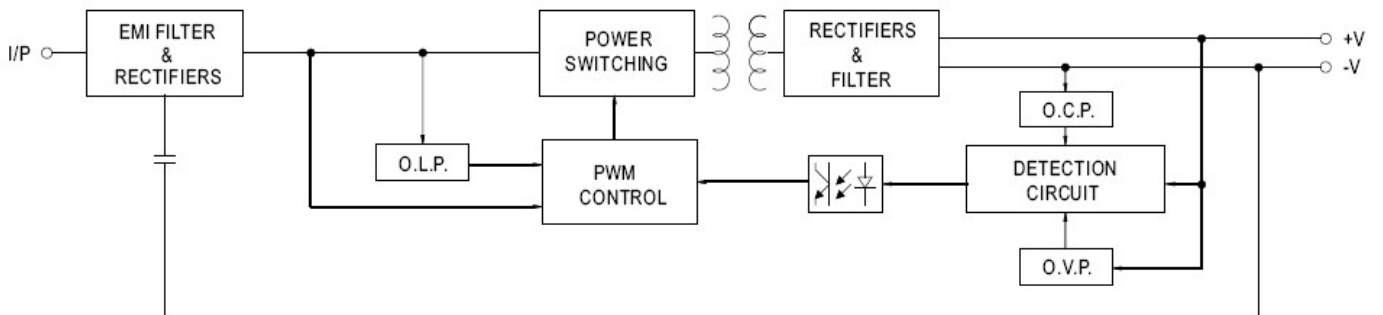 I/P
EMI FILTER
&
RECTIFIERS
POWER
SWITCHING
RECTIFIERS
&
FILTER
+V
-V
O.C.P.
O.L.P.
PWM
CONTROL
DETECTION
CIRCUIT
O.V.P.